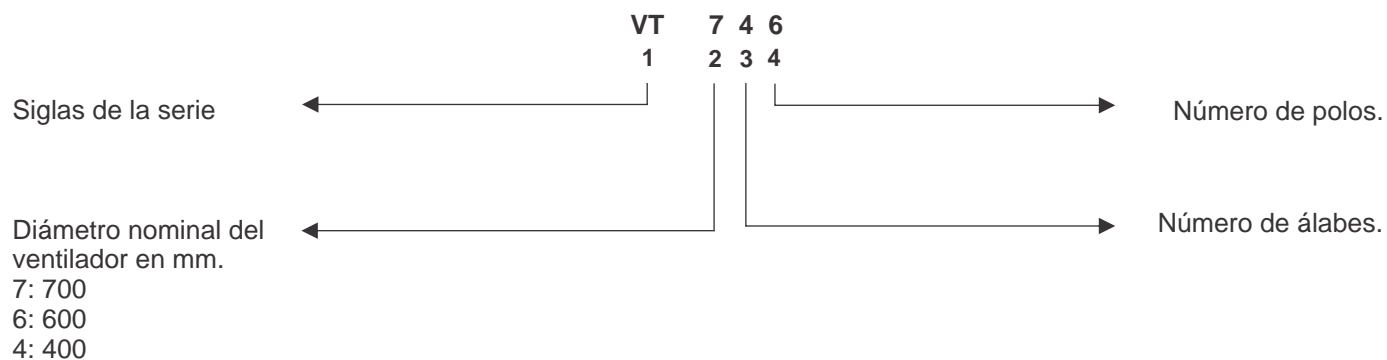 VT 7 4 6
1 2 3 4
Siglas de la serie
Número de polos.
Diámetro nominal del
ventilador en mm.
7: 700
6: 600
4: 400
Número de álabes.